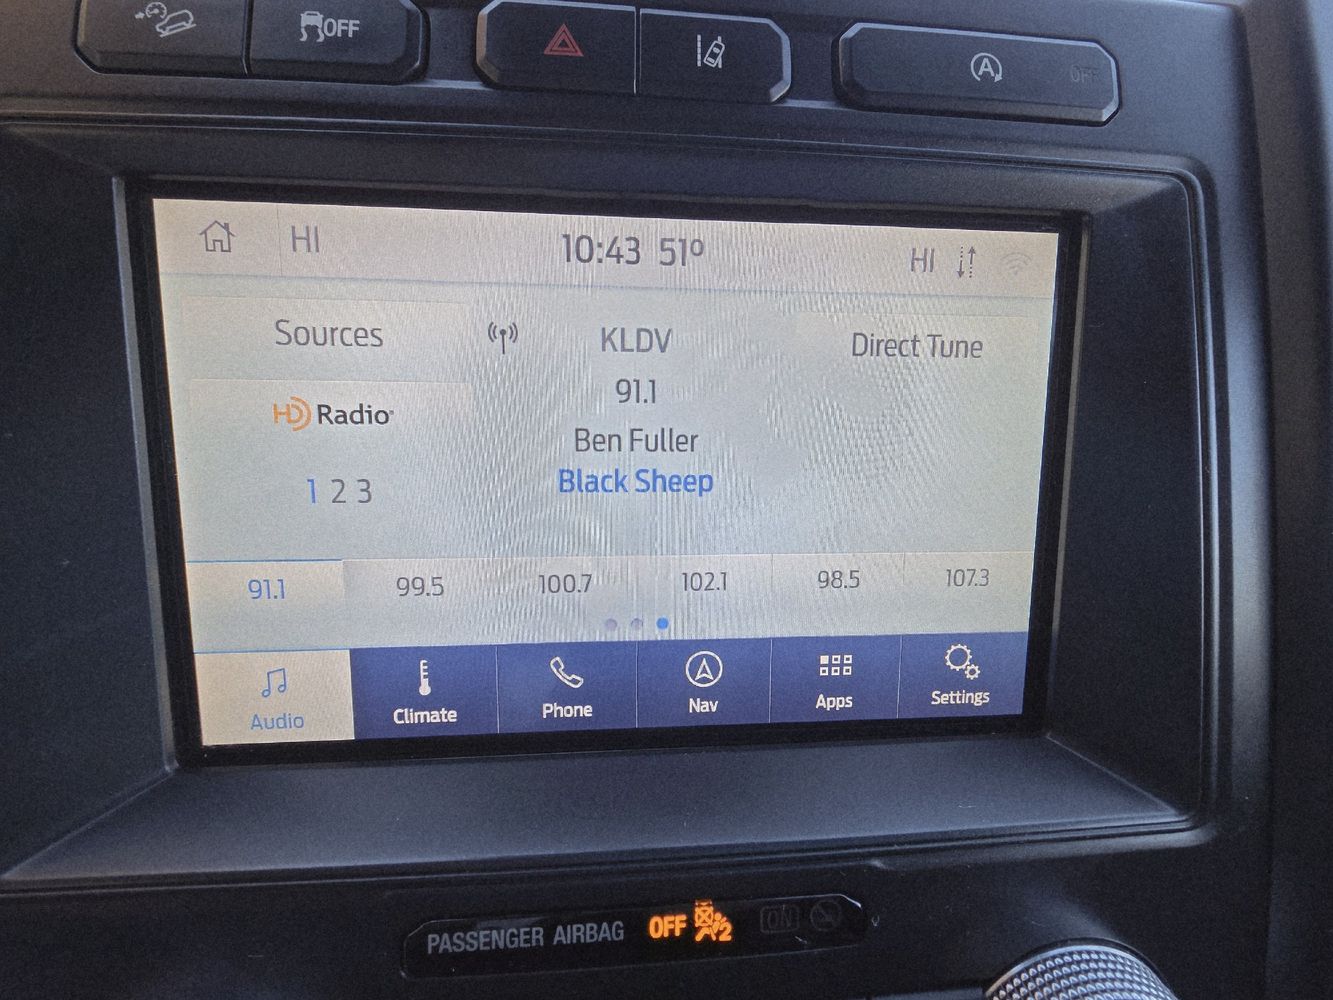 OFF
A OFF
HI 10:43 51° HI
Sources KLDV Direct Tune
91.1
HD Radio
Ben Fuller
Black Sheep
1 2 3
91.1 99.5 100.7 102.1 98.5 107.3
Audio Climate Phone Nav Apps Settings
PASSENGER AIRBAG OFF 2 ON